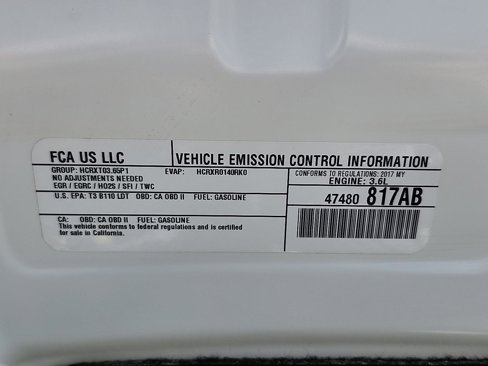 FCA US LLC
VEHICLE EMISSION CONTROL INFORMATION
GROUP: HCRXT03.65P1 EVAP: HCRXR0140RK0
NO ADJUSTMENTS NEEDED
EGR / EGRC / HO2S / SFI / TWC
CONFORMS TO REGULATIONS: 2017 MY
ENGINE: 3.6L
U.S. EPA: T3 B110 LDT OBD: CA OBD II FUEL: GASOLINE
47480 817AB
CA: OBD: CA OBD II FUEL: GASOLINE
This vehicle conforms to federal regulations and is certified
for sale in California.